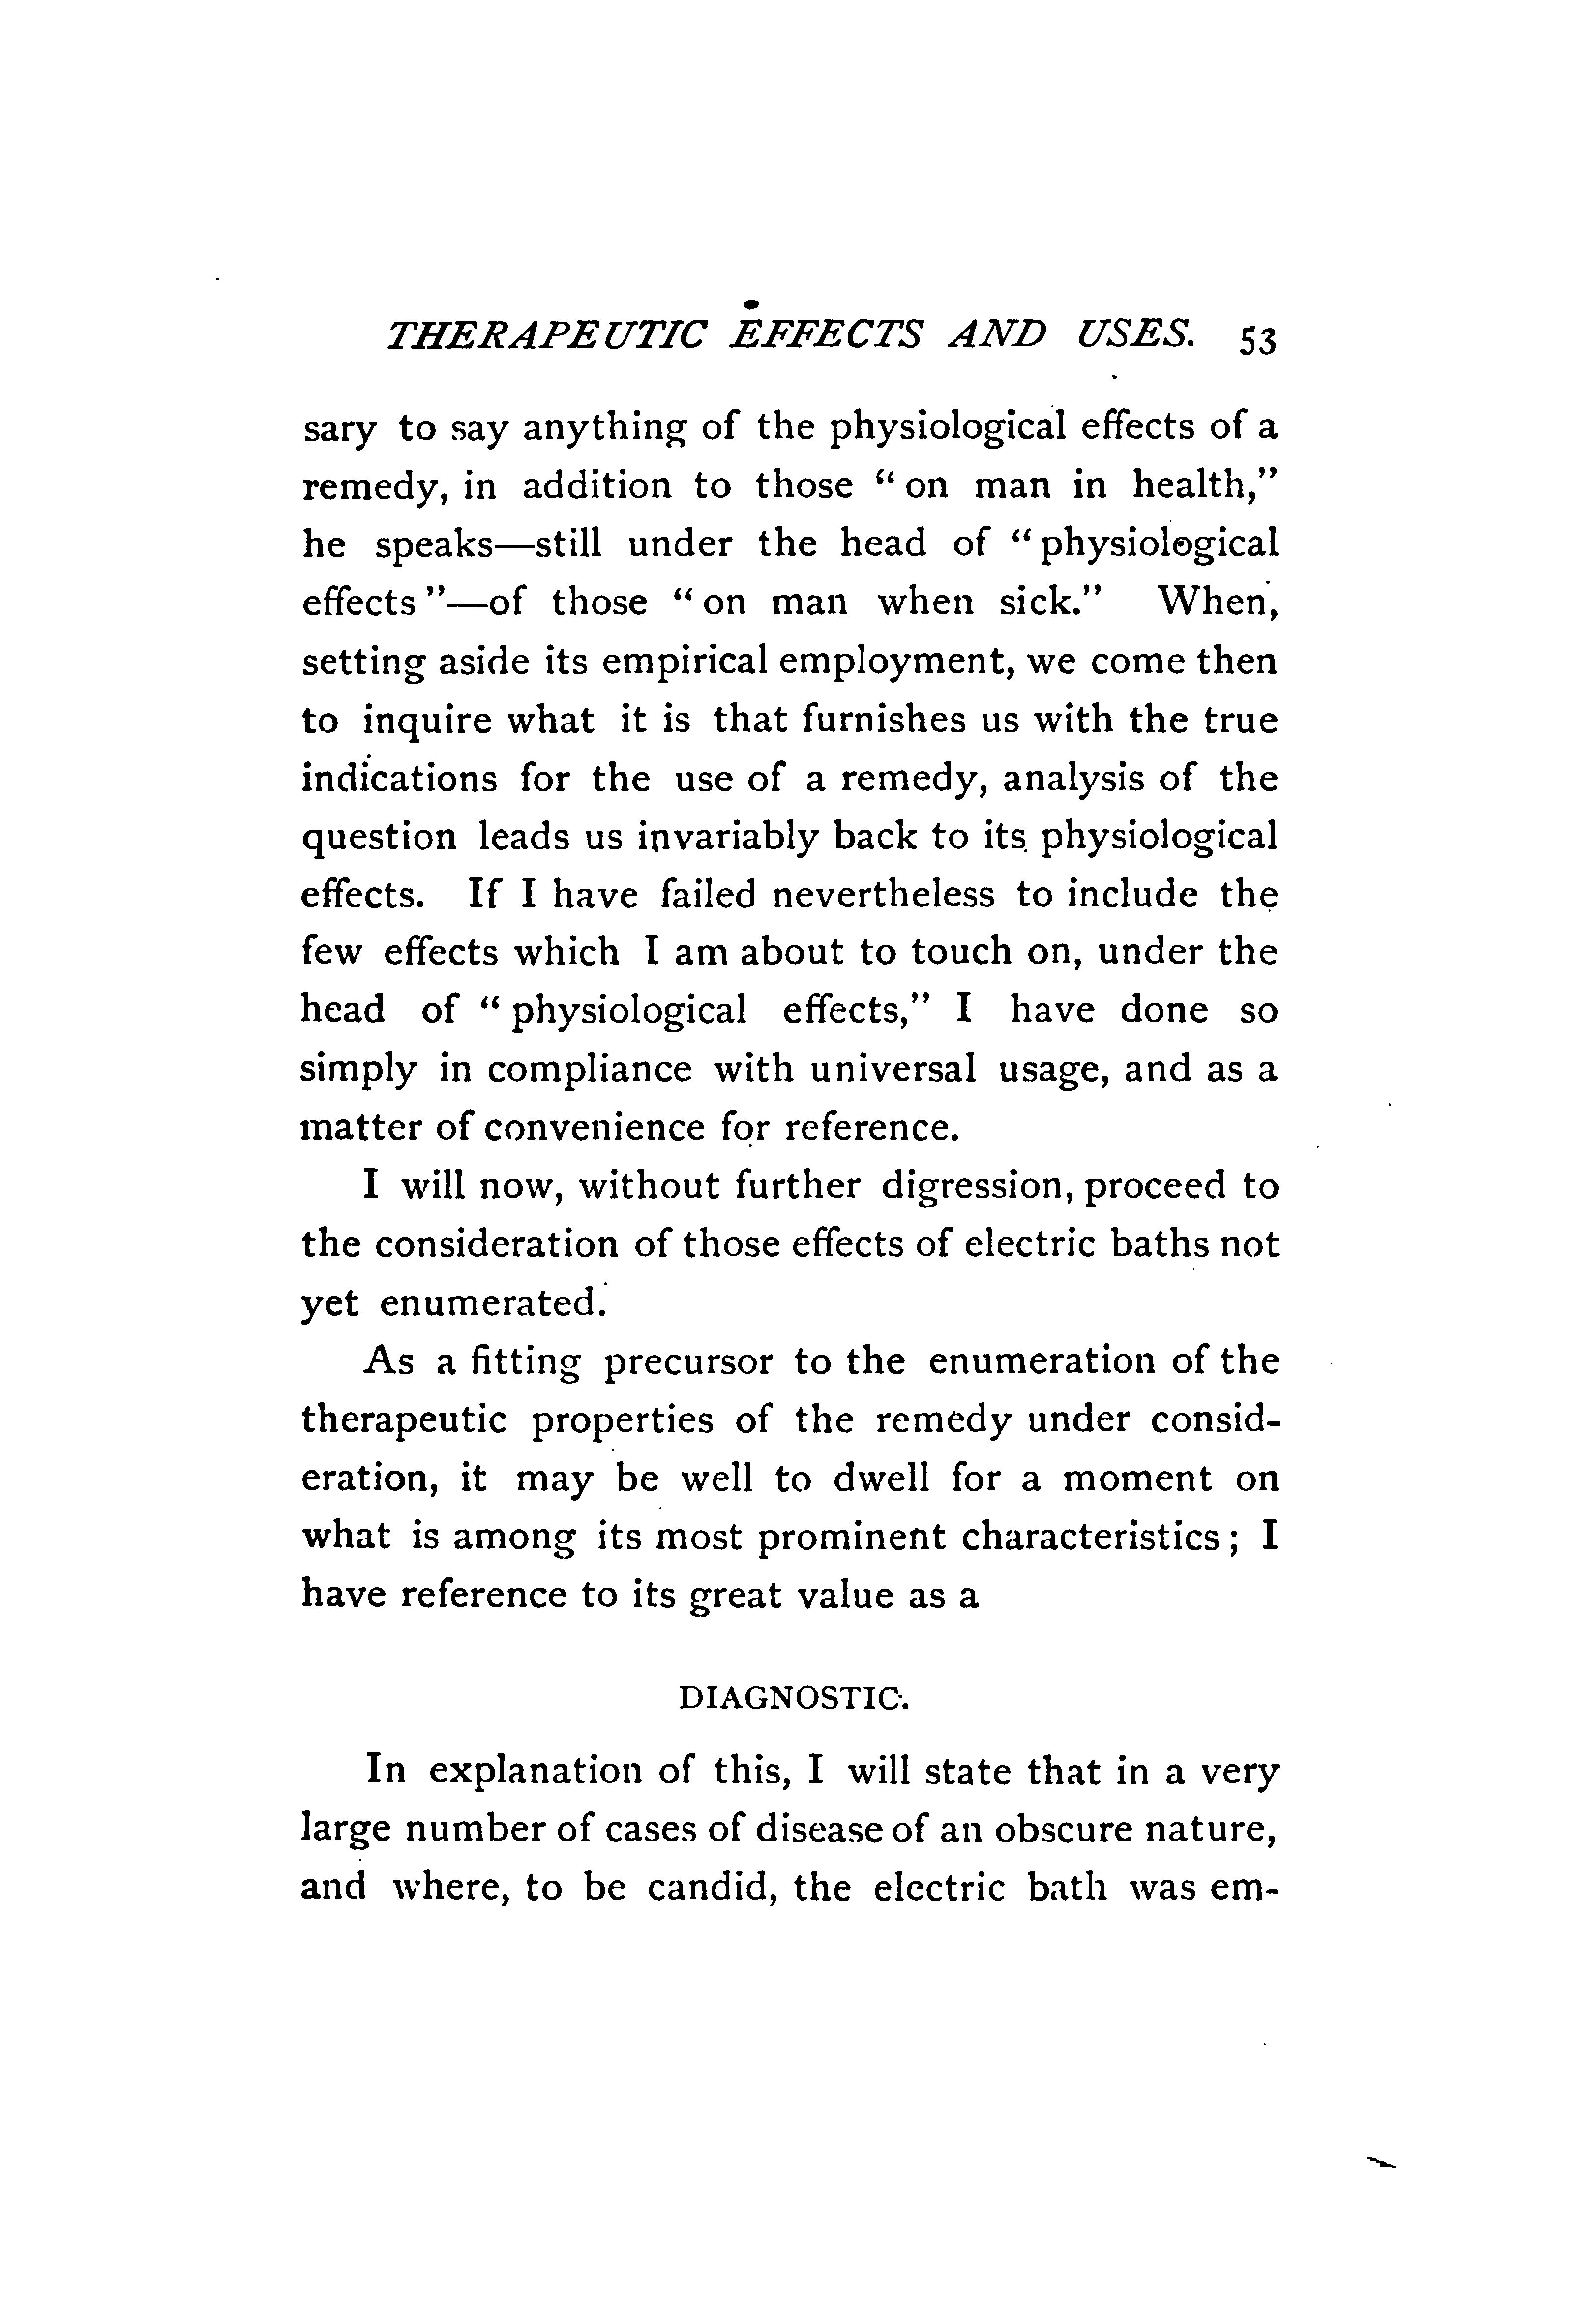 THERAPEUTIC EFFECTS AND USES. 53
sary to say anything of the physiological effects of a
remedy, in addition to those “ on man in health,”
he speaks—still under the head of “ physiological
effects ”—of those “ on man when sick.” When,
setting aside its empirical employment, we come then
to inquire what it is that furnishes us with the true
indications for the use of a remedy, analysis of the
question leads us invariably back to its physiological
effects. If I have failed nevertheless to include the
few effects which I am about to touch on, under the
head of “ physiological effects,” I have done so
simply in compliance with universal usage, and as a
matter of convenience for reference.
I will now, without further digression, proceed to
the consideration of those effects of electric baths not
yet enumerated.
As a fitting precursor to the enumeration of the
therapeutic properties of the remedy under consid-
eration, it may be well to dwell for a moment on
what is among its most prominent characteristics ; I
have reference to its great value as a
DIAGNOSTIC.
In explanation of this, I will state that in a very
large number of cases of disease of an obscure nature,
and where, to be candid, the electric bath was em-